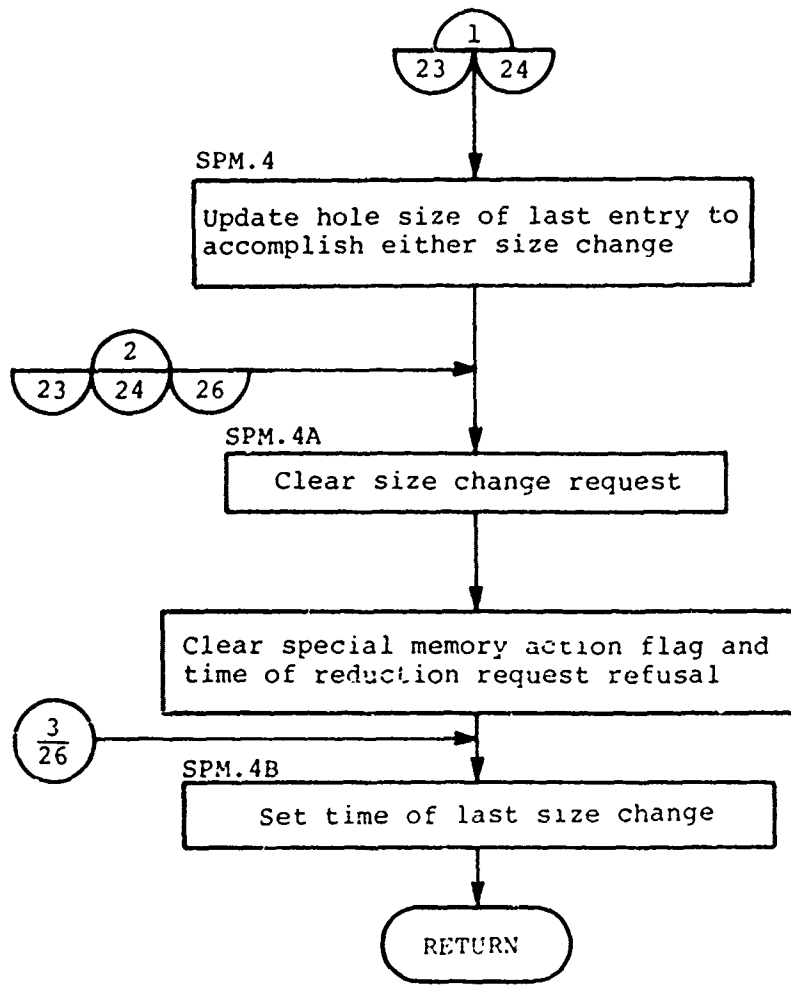 1
23 24
SPM.4
Update hole size of last entry to
accomplish either size change
2
23 24 26
SPM.4A
Clear size change request
Clear special memory action flag and
time of reduction request refusal
3
26
SPM.4B
Set time of last size change
RETURN